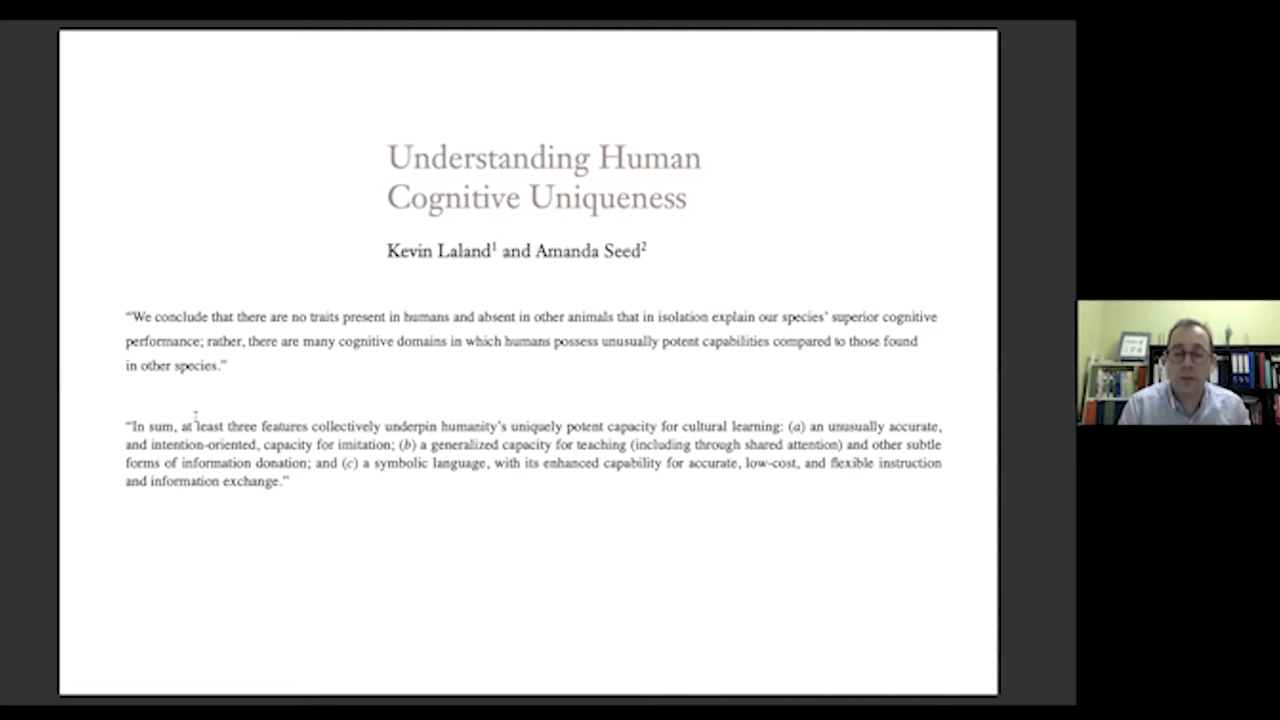 Understanding Human
Cognitive Uniqueness
Kevin Laland¹ and Amanda Seed²
“We conclude that there are no traits present in humans and absent in other animals that in isolation explain our species’ superior cognitive
performance; rather, there are many cognitive domains in which humans possess unusually potent capabilities compared to those found
in other species.”
“In sum, at least three features collectively underpin humanity’s uniquely potent capacity for cultural learning: (a) an unusually accurate,
and intention-oriented, capacity for imitation; (b) a generalized capacity for teaching (including through shared attention) and other subtle
forms of information donation; and (c) a symbolic language, with its enhanced capability for accurate, low-cost, and flexible instruction
and information exchange.”